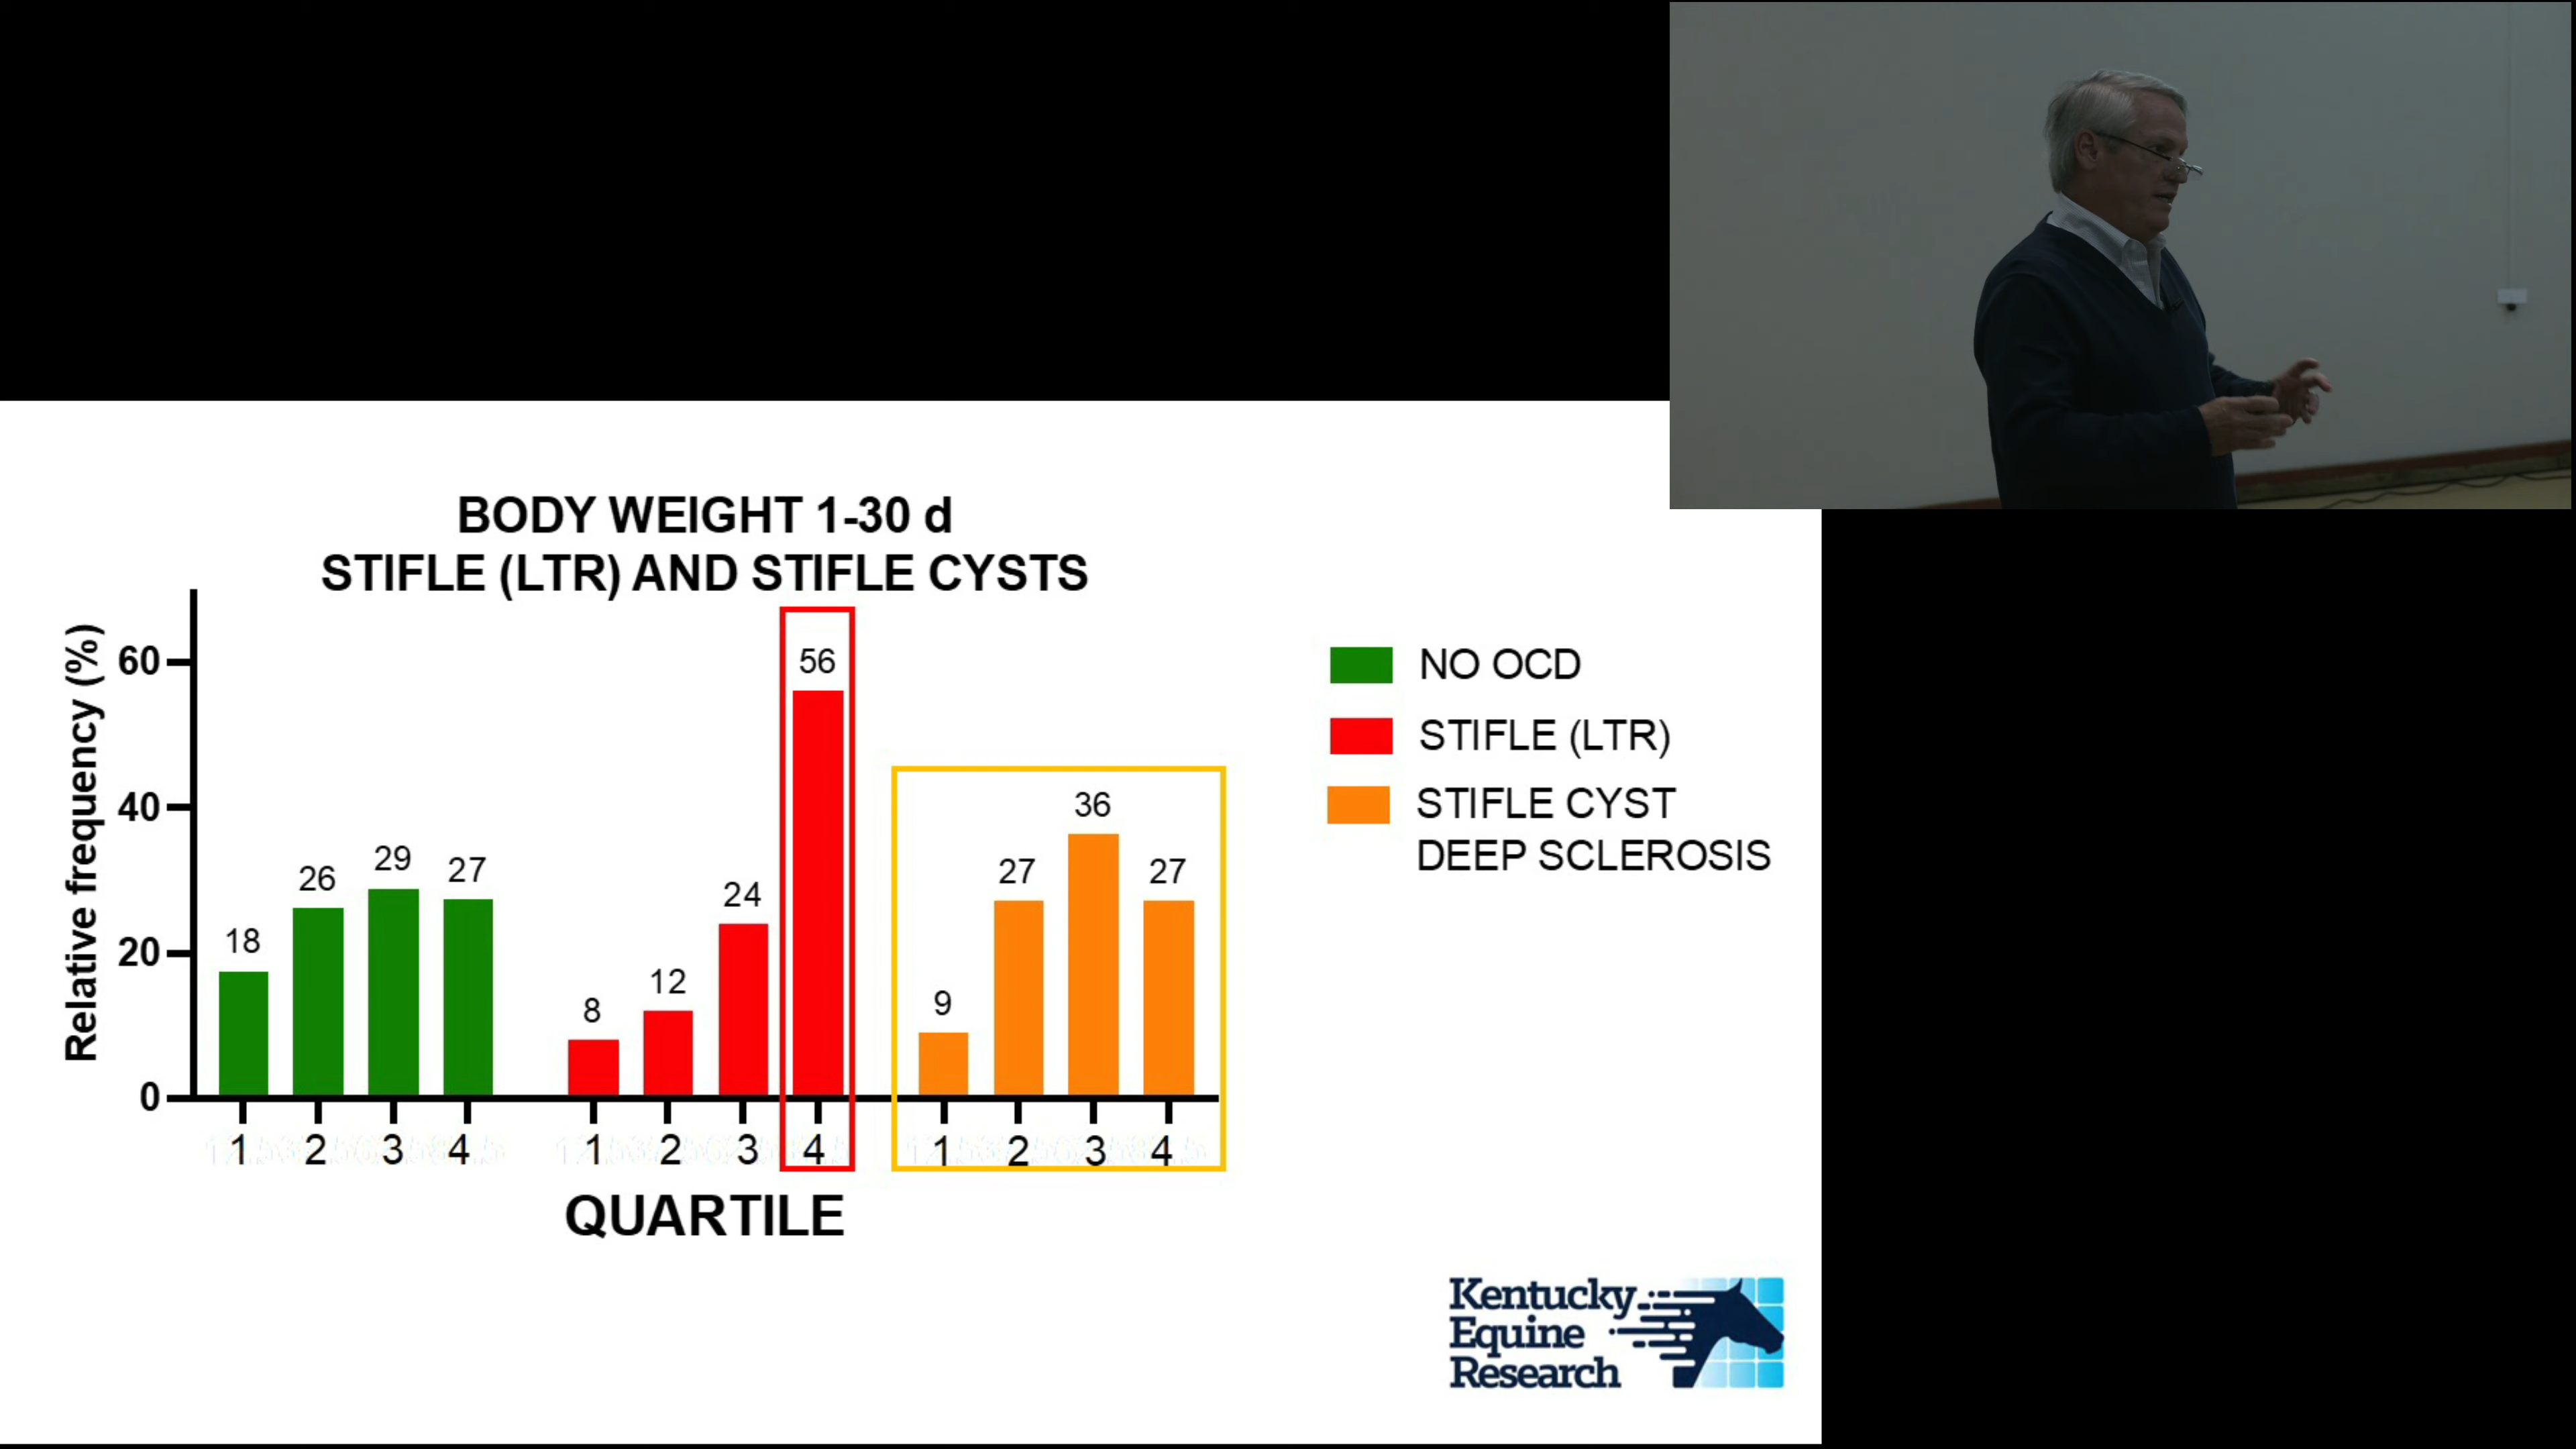 BODY WEIGHT 1-30 d
STIFLE (LTR) AND STIFLE CYSTS
Relative frequency (%)
60
40
20
0
18
26
29
27
8
12
24
56
9
27
36
27
1 2 3 4 1 2 3 4 1 2 3 4
QUARTILE
NO OCD
STIFLE (LTR)
STIFLE CYST
DEEP SCLEROSIS
Kentucky
Equine
Research